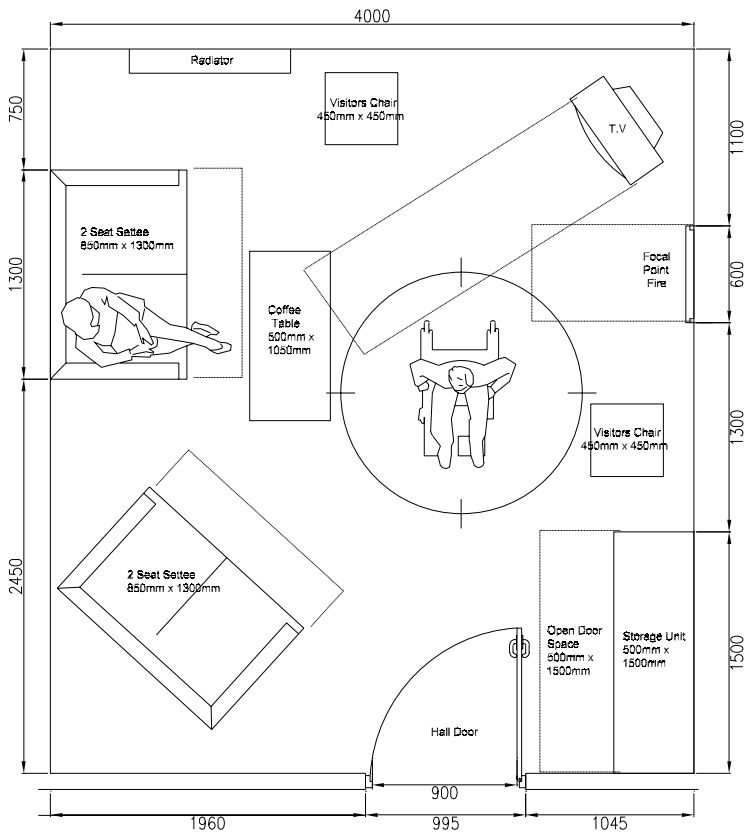 4000
Radiator
Visitors Chair
450mm x 450mm
T.V
750
1100
2 Seat Settee
850mm x 1300mm
1300
Focal
Point
Fire
600
Coffee
Table
500mm x
1050mm
Visitors Chair
450mm x 450mm
1300
2450
2 Seat Settee
850mm x 1300mm
Open Door
Space
500mm x
1500mm
Storage Unit
500mm x
1500mm
1500
Hall Door
900
1960
995
1045